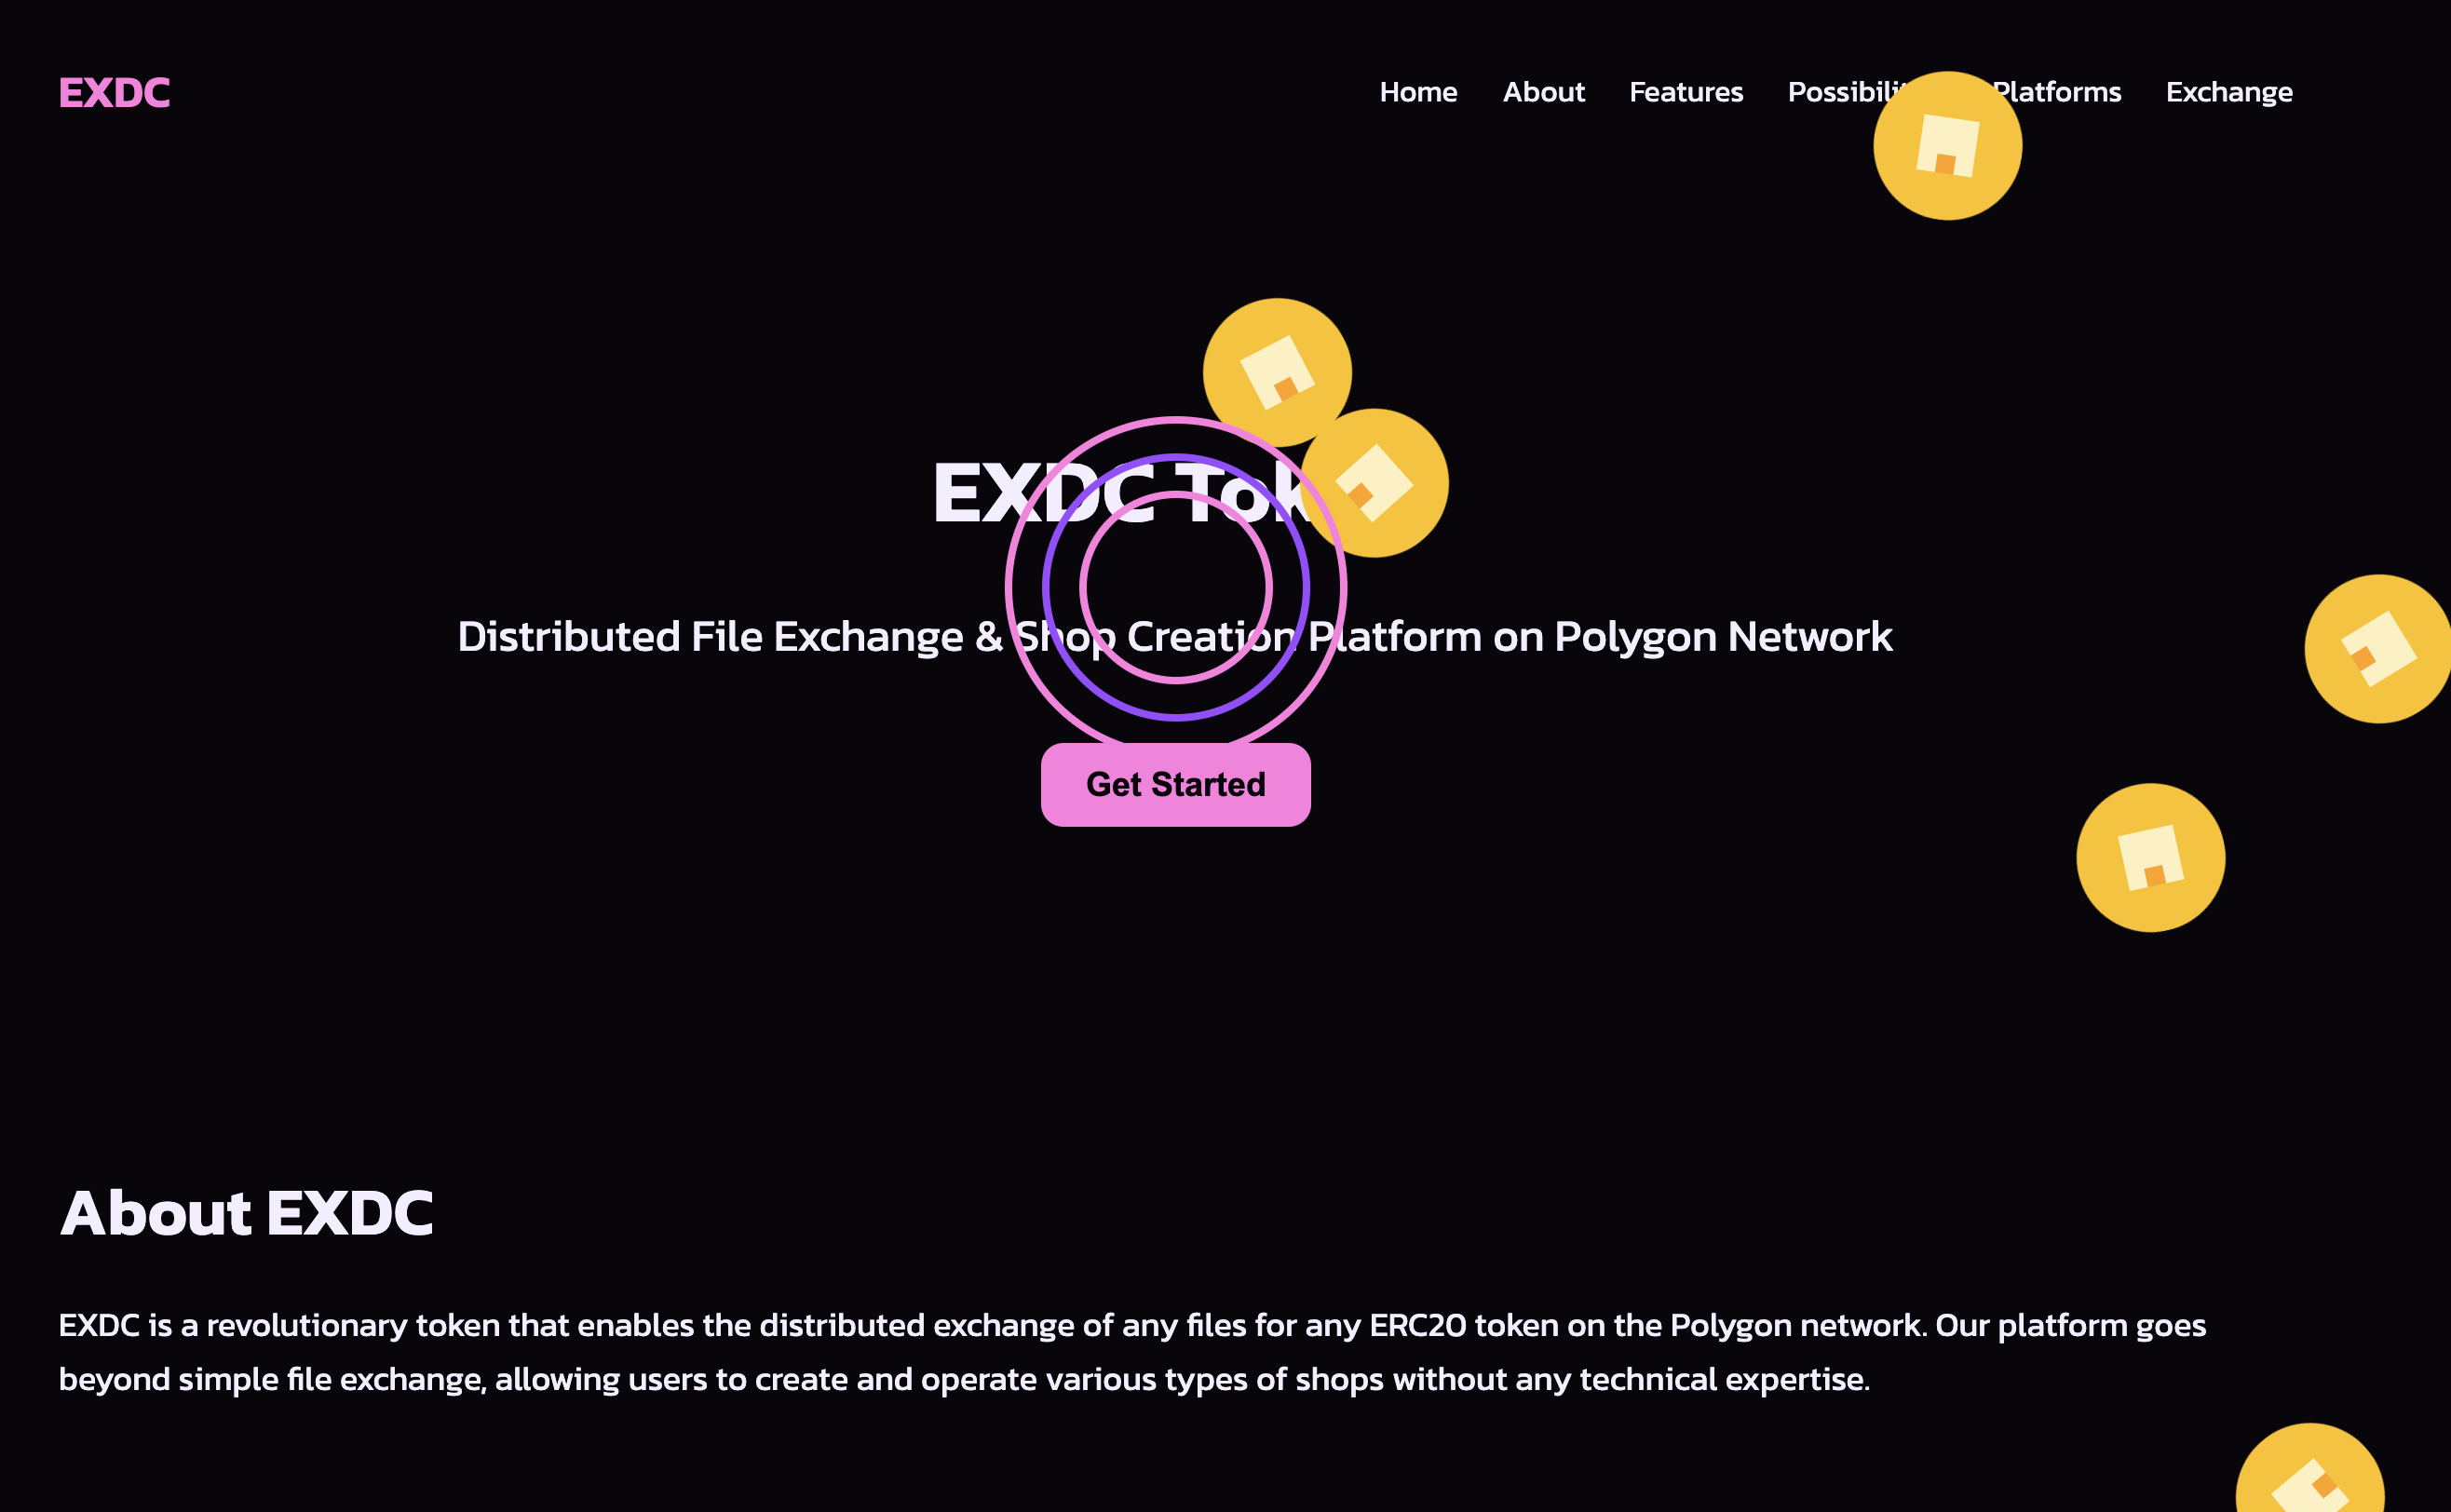 EXDC
Home About Features Possibili Platforms Exchange
EXDC Tok
Distributed File Exchange & Shop Creation Platform on Polygon Network
Get Started
About EXDC
EXDC is a revolutionary token that enables the distributed exchange of any files for any ERC20 token on the Polygon network. Our platform goes
beyond simple file exchange, allowing users to create and operate various types of shops without any technical expertise.